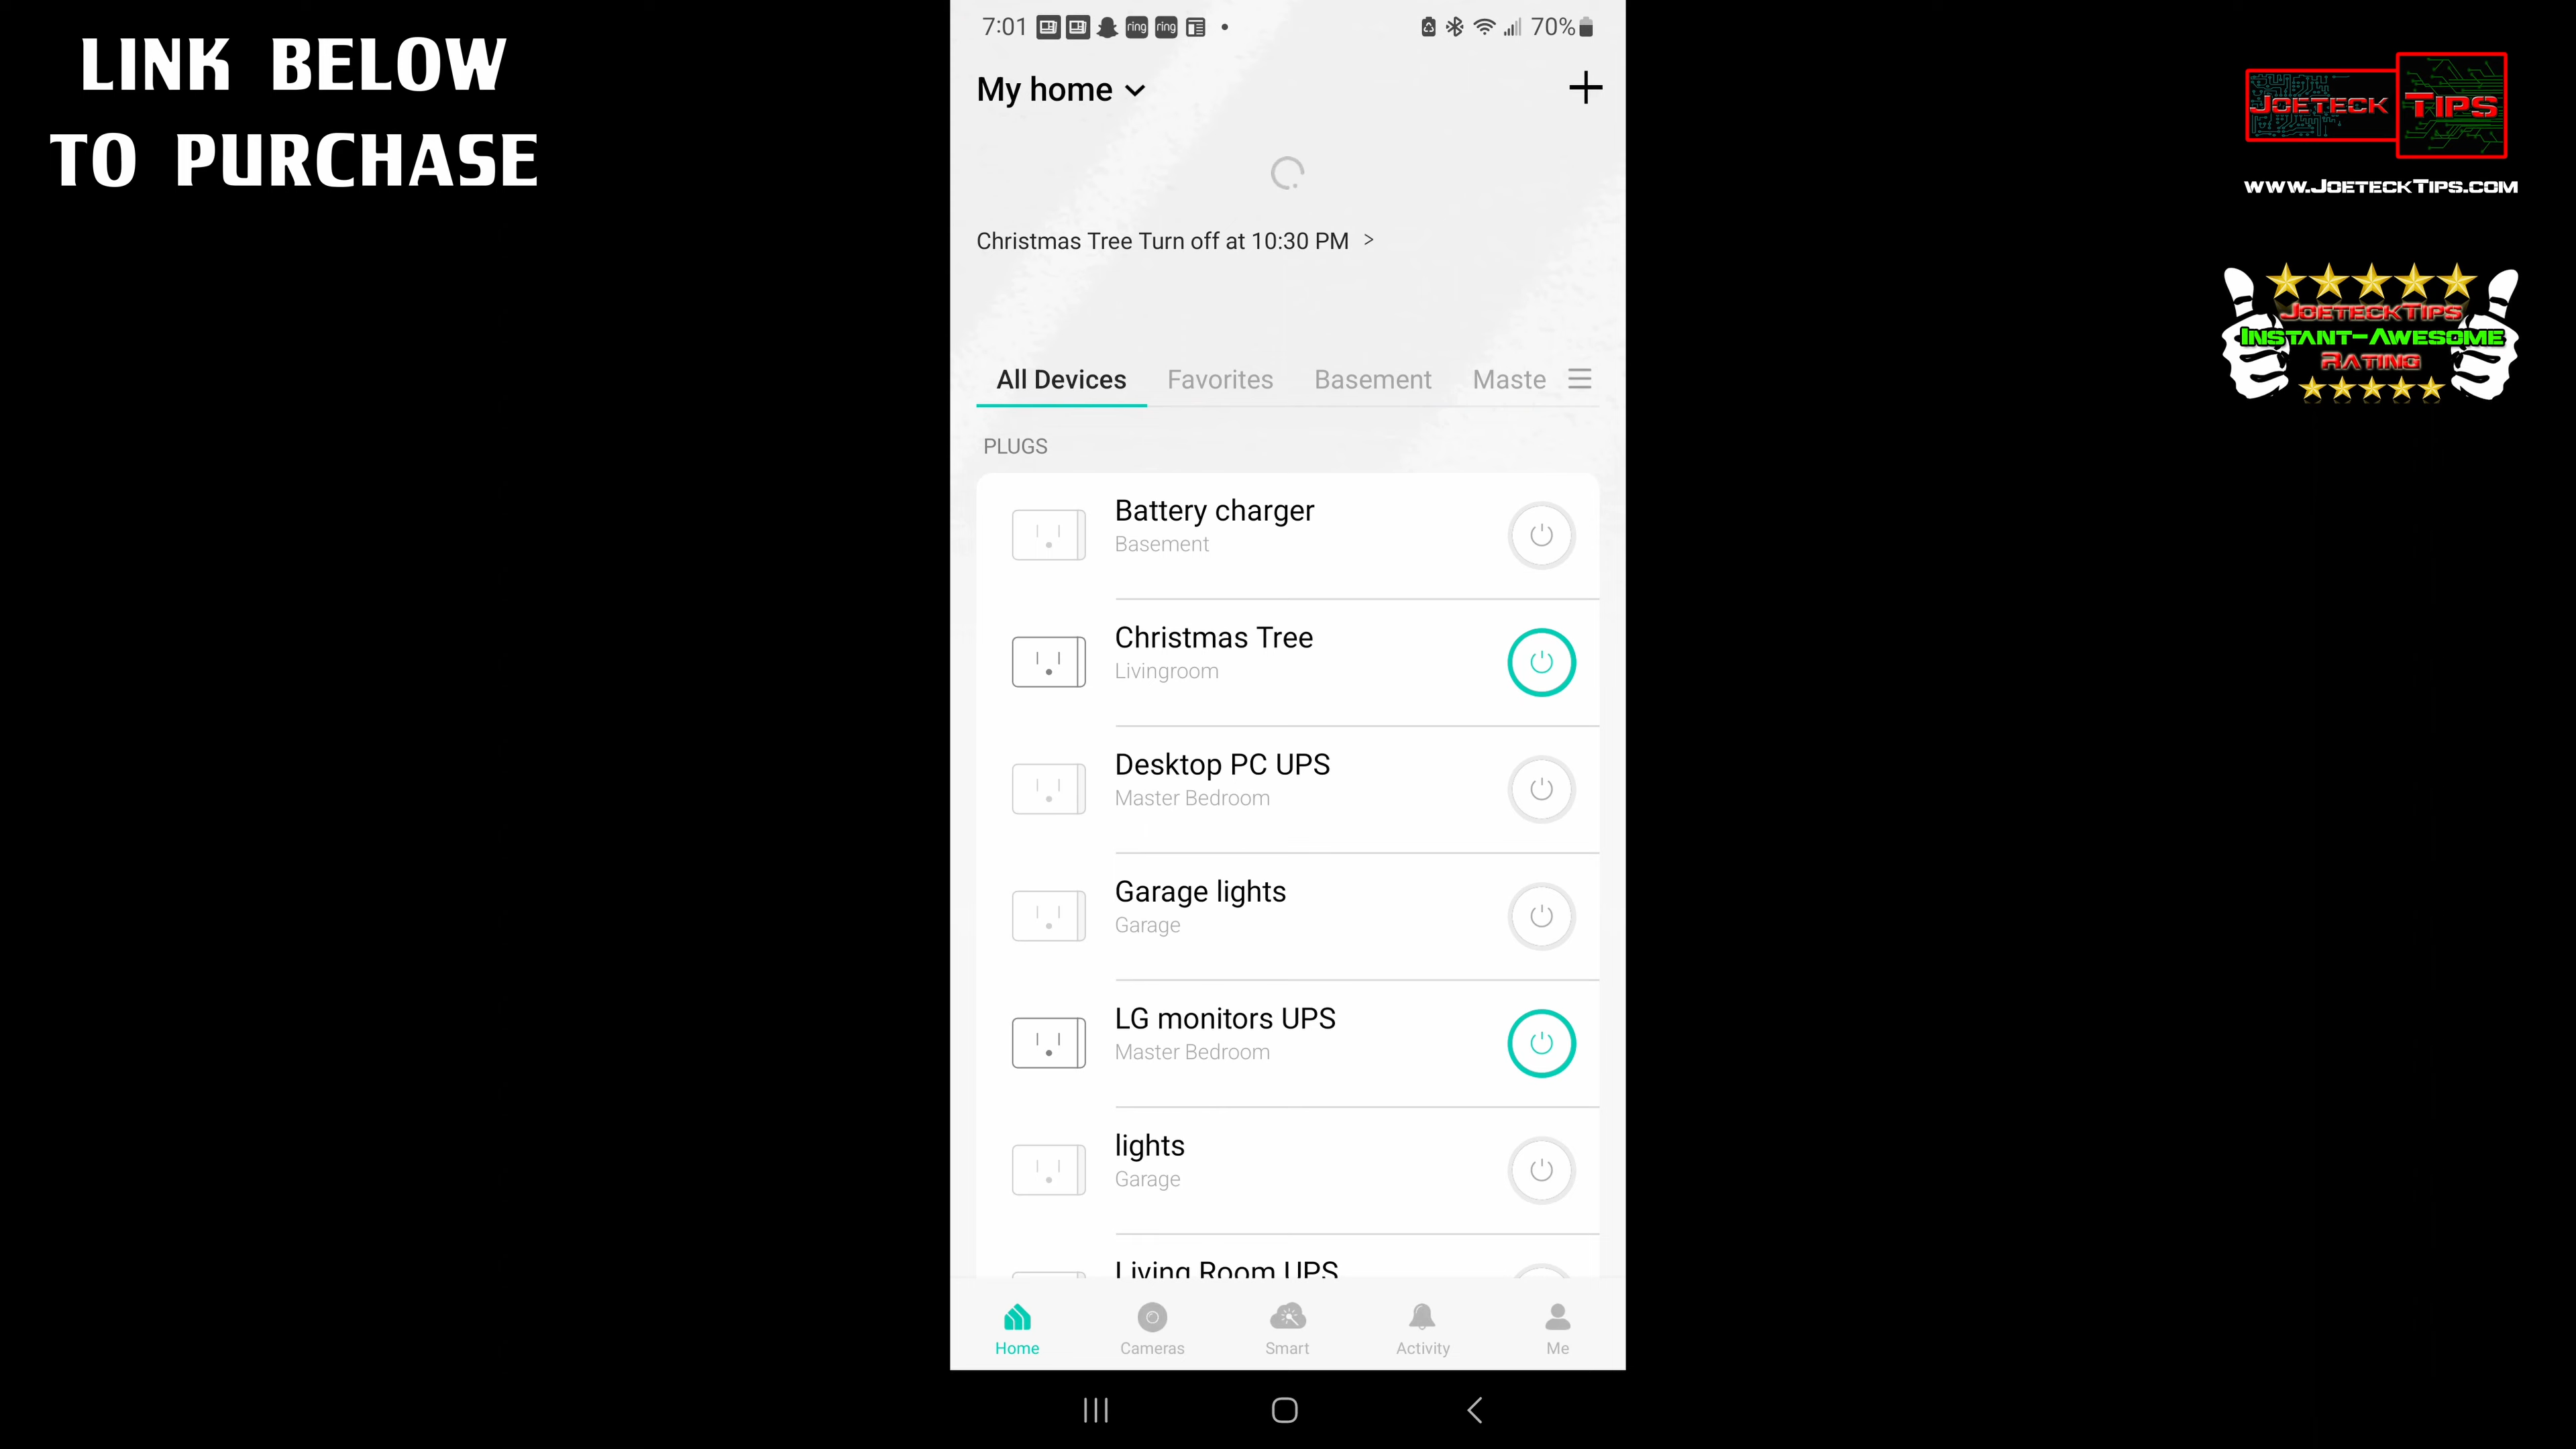 LINK BELOW
TO PURCHASE
7:01
ring
ring
70%
My home
Christmas Tree Turn off at 10:30 PM >
All Devices
Favorites
Basement
Maste
PLUGS
Battery charger
Basement
Christmas Tree
Livingroom
Desktop PC UPS
Master Bedroom
Garage lights
Garage
LG monitors UPS
Master Bedroom
lights
Garage
Living Room UPS
Home
Cameras
Smart
Activity
Me
JOETECK TIPS
WWW.JOETECKTIPS.COM
JOETECKTIPS
INSTANT-AWESOME
RATING